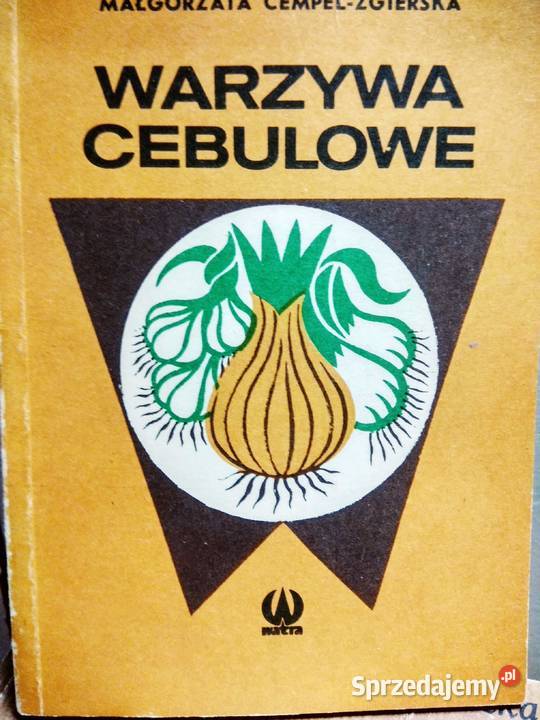 MAŁGORZATA CEMPEL-ZGIERSKA
WARZYWA
CEBULOWE
watra
Sprzedajemy.pl